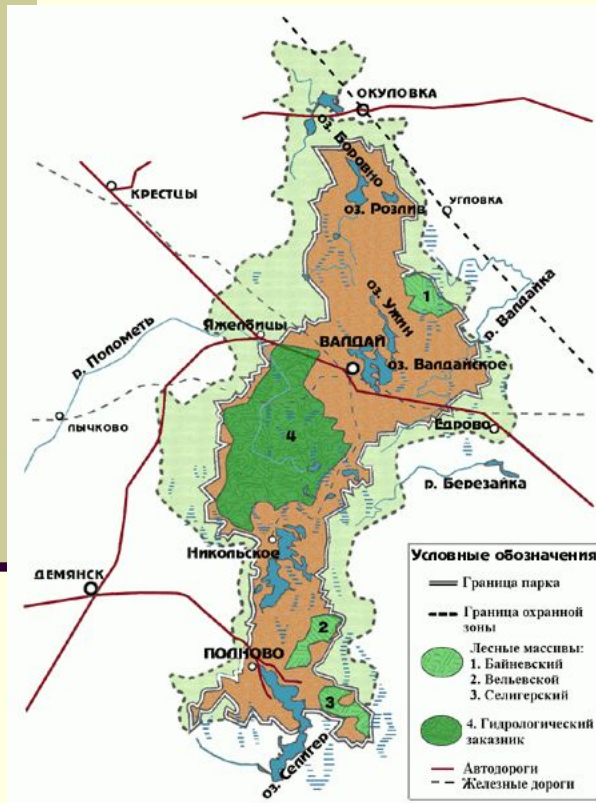 ОКУЛОВКА
оз. Боровно
КРЕСТЦЫ
оз. Розлив
УГЛОВКА
1
оз. Ужин
р. Валдайка
Яжелбицы
р. Полометь
ВАЛДАЙ
оз. Валдайское
ЛЫЧКОВО
4
Едрово
р. Березайка
Никольское
ДЕМЯНСК
2
ПОЛНОВО
3
оз. Селигер
Условные обозначения
Граница парка
Граница охранной
зоны
Лесные массивы:
1. Байневский
2. Вельевской
3. Селигерский
4. Гидрологический
заказник
Автодороги
Железные дороги